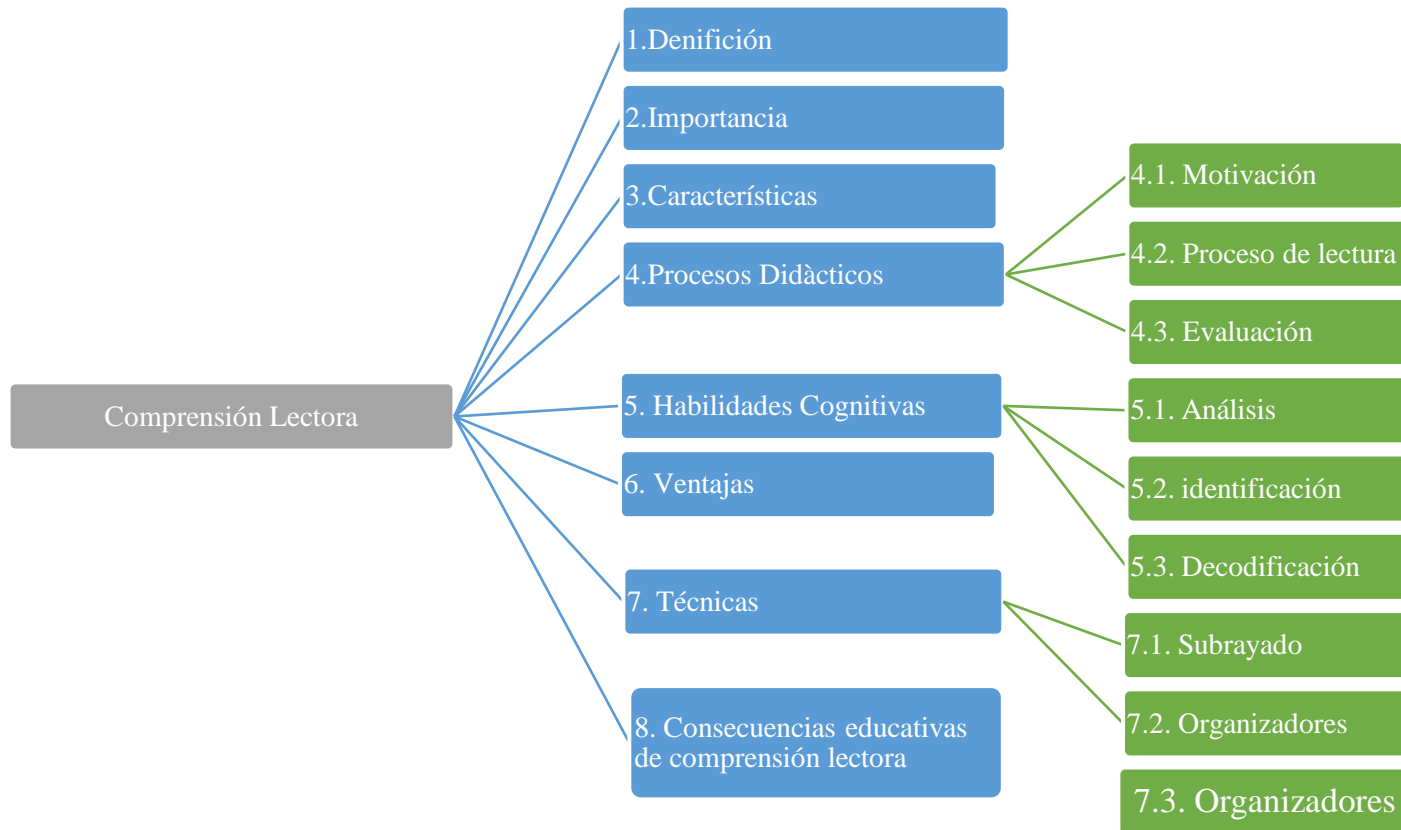 Comprensión Lectora
1.Denifición
2.Importancia
3.Características
4.Procesos Didàcticos
4.1. Motivación
4.2. Proceso de lectura
4.3. Evaluación
5. Habilidades Cognitivas
5.1. Análisis
5.2. identificación
5.3. Decodificación
6. Ventajas
7. Técnicas
7.1. Subrayado
7.2. Organizadores
7.3. Organizadores
8. Consecuencias educativas
de comprensión lectora